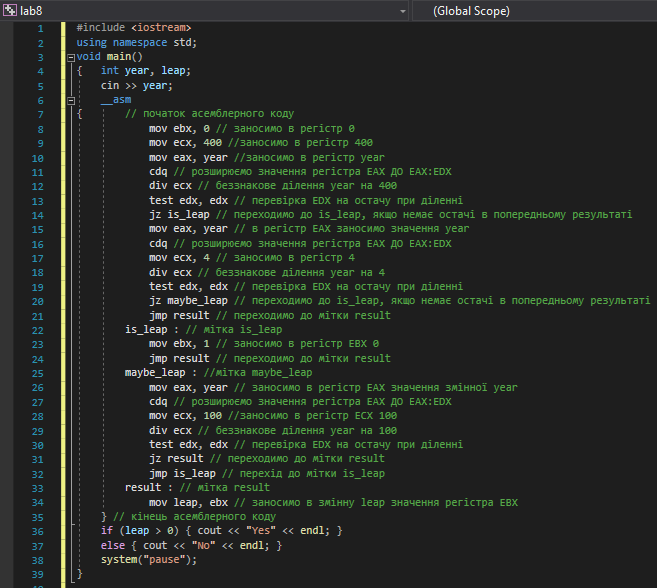 lab8 (Global Scope)
1 #include <iostream>
2 using namespace std;
3 void main()
4 { int year, leap;
5 cin >> year;
6 __asm
7 { // початок асемблерного коду
8 mov ebx, 0 // заносимо в регістр 0
9 mov ecx, 400 //заносимо в регістр 400
10 mov eax, year //заносимо в регістр year
11 cdq // розширюємо значення регістра EAX ДО EAX:EDX
12 div ecx // беззнакове ділення year на 400
13 test edx, edx // перевірка EDX на остачу при діленні
14 jz is_leap // переходимо до is_leap, якщо немає остачі в попередньому результаті
15 mov eax, year // в регістр EAX заносимо значення year
16 cdq // розширюємо значення регістра EAX ДО EAX:EDX
17 mov ecx, 4 // заносимо в регістр 4
18 div ecx // беззнакове ділення year на 4
19 test edx, edx // перевірка EDX на остачу при діленні
20 jz maybe_leap // переходимо до is_leap, якщо немає остачі в попередньому результаті
21 jmp result // переходимо до мітки result
22 is_leap : // мітка is_leap
23 mov ebx, 1 // заносимо в регістр EBX 0
24 jmp result // переходимо до мітки result
25 maybe_leap : //мітка maybe_leap
26 mov eax, year // заносимо в регістр EAX значення змінної year
27 cdq // розширюємо значення регістра EAX ДО EAX:EDX
28 mov ecx, 100 //заносимо в регістр ECX 100
29 div ecx // беззнакове ділення year на 100
30 test edx, edx // перевірка EDX на остачу при діленні
31 jz result // переходимо до мітки result
32 jmp is_leap // перехід до мітки is_leap
33 result : // мітка result
34 mov leap, ebx // заносимо в змінну leap значення регістра EBX
35 } // кінець асемблерного коду
36 if (leap > 0) { cout << "Yes" << endl; }
37 else { cout << "No" << endl; }
38 system("pause");
39 }